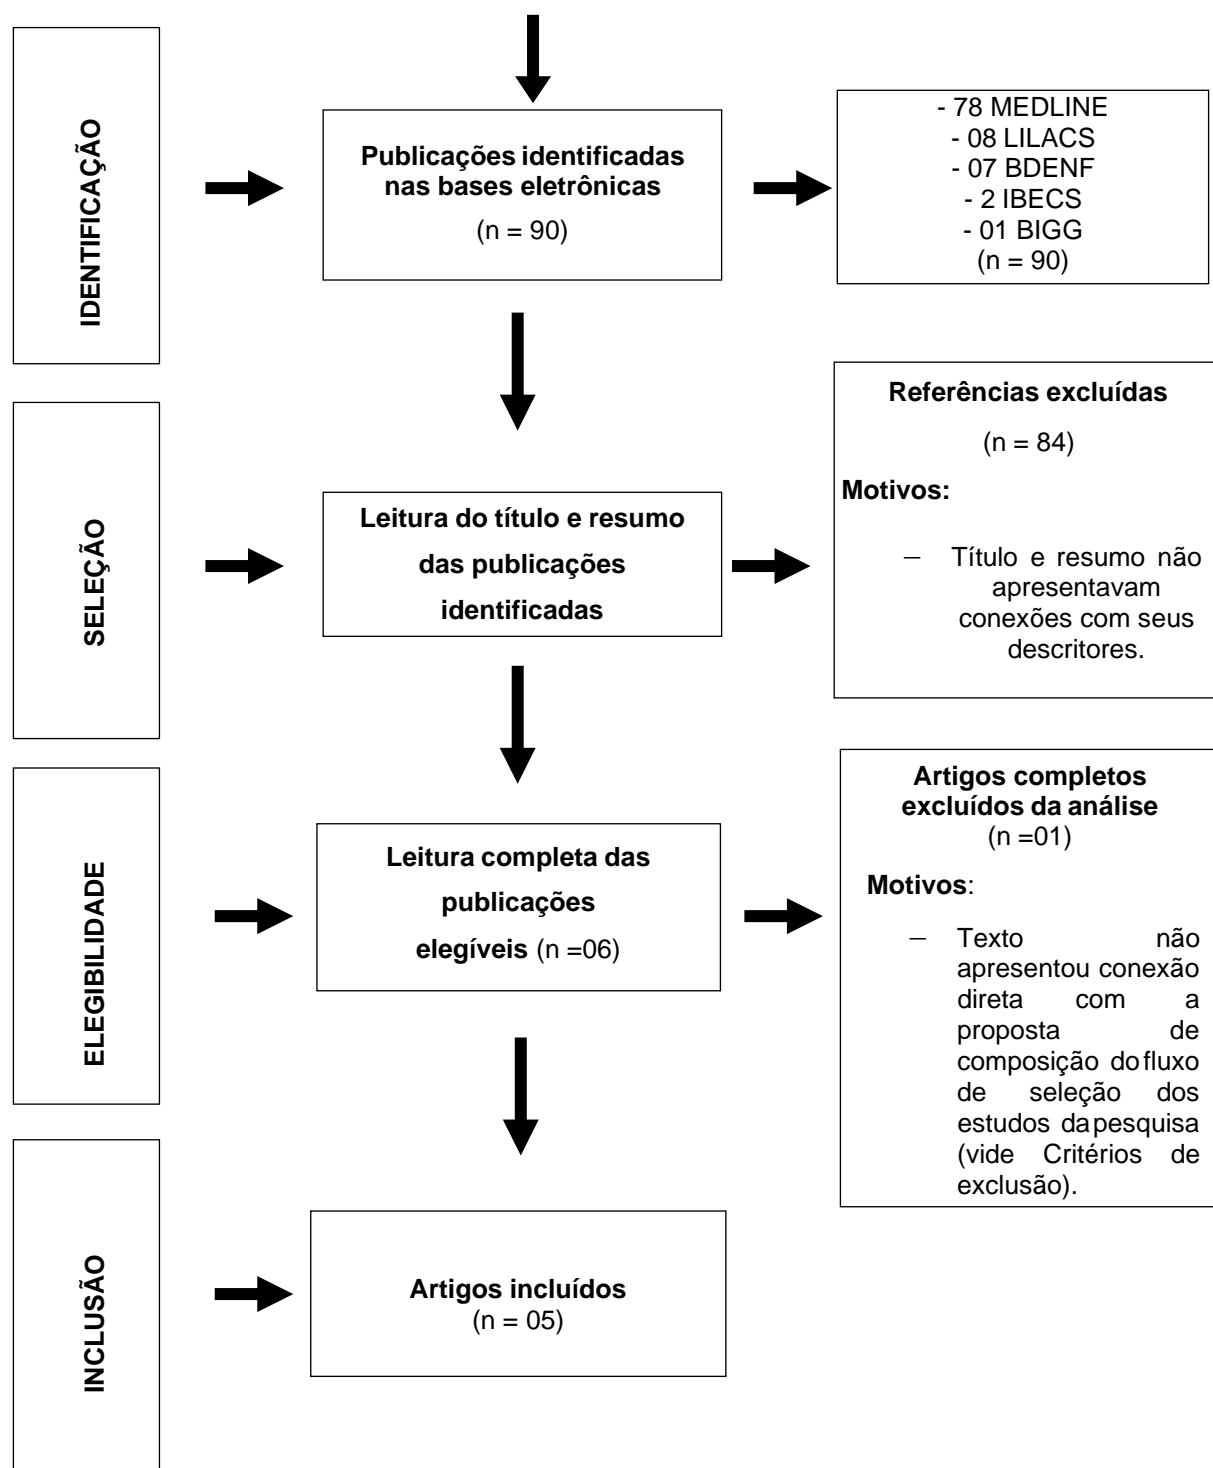 IDENTIFICAÇÃO
Publicações identificadas
nas bases eletrônicas
(n = 90)
- 78 MEDLINE
- 08 LILACS
- 07 BDENF
- 2 IBECS
- 01 BIGG
(n = 90)
SELEÇÃO
Leitura do título e resumo
das publicações
identificadas
Referências excluídas
(n = 84)
Motivos:
– Título e resumo não
apresentavam
conexões com seus
descritores.
ELEGIBILIDADE
Leitura completa das
publicações
elegíveis (n =06)
Artigos completos
excluídos da análise
(n =01)
Motivos:
– Texto não
apresentou conexão
direta com a
proposta de
composição do fluxo
de seleção dos
estudos da pesquisa
(vide Critérios de
exclusão).
INCLUSÃO
Artigos incluídos
(n = 05)